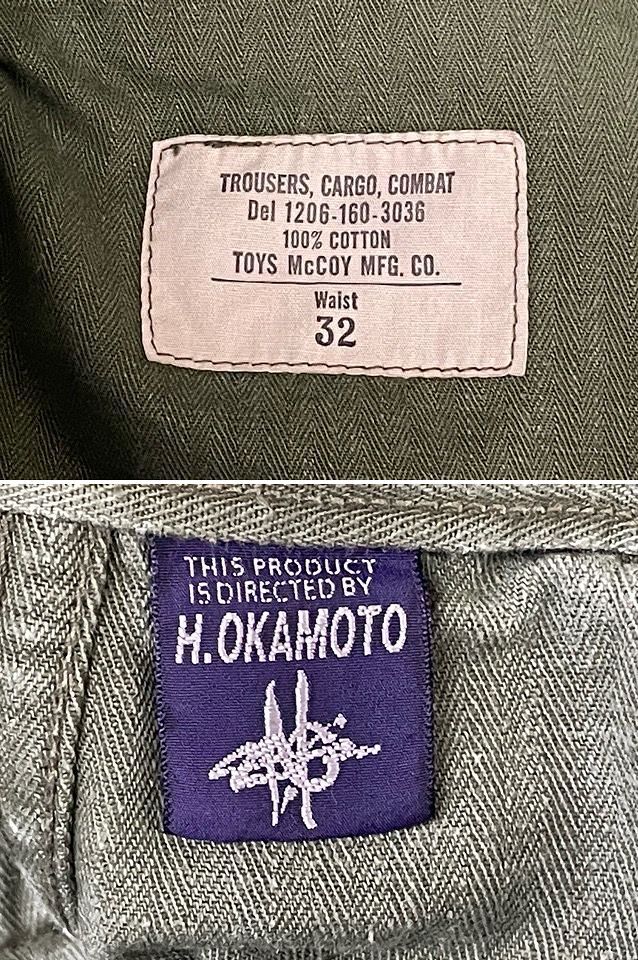 TROUSERS, CARGO, COMBAT
Del 1206-160-3036
100% COTTON
TOYS McCOY MFG. CO.
Waist
32
THIS PRODUCT
IS DIRECTED BY
H.OKAMOTO